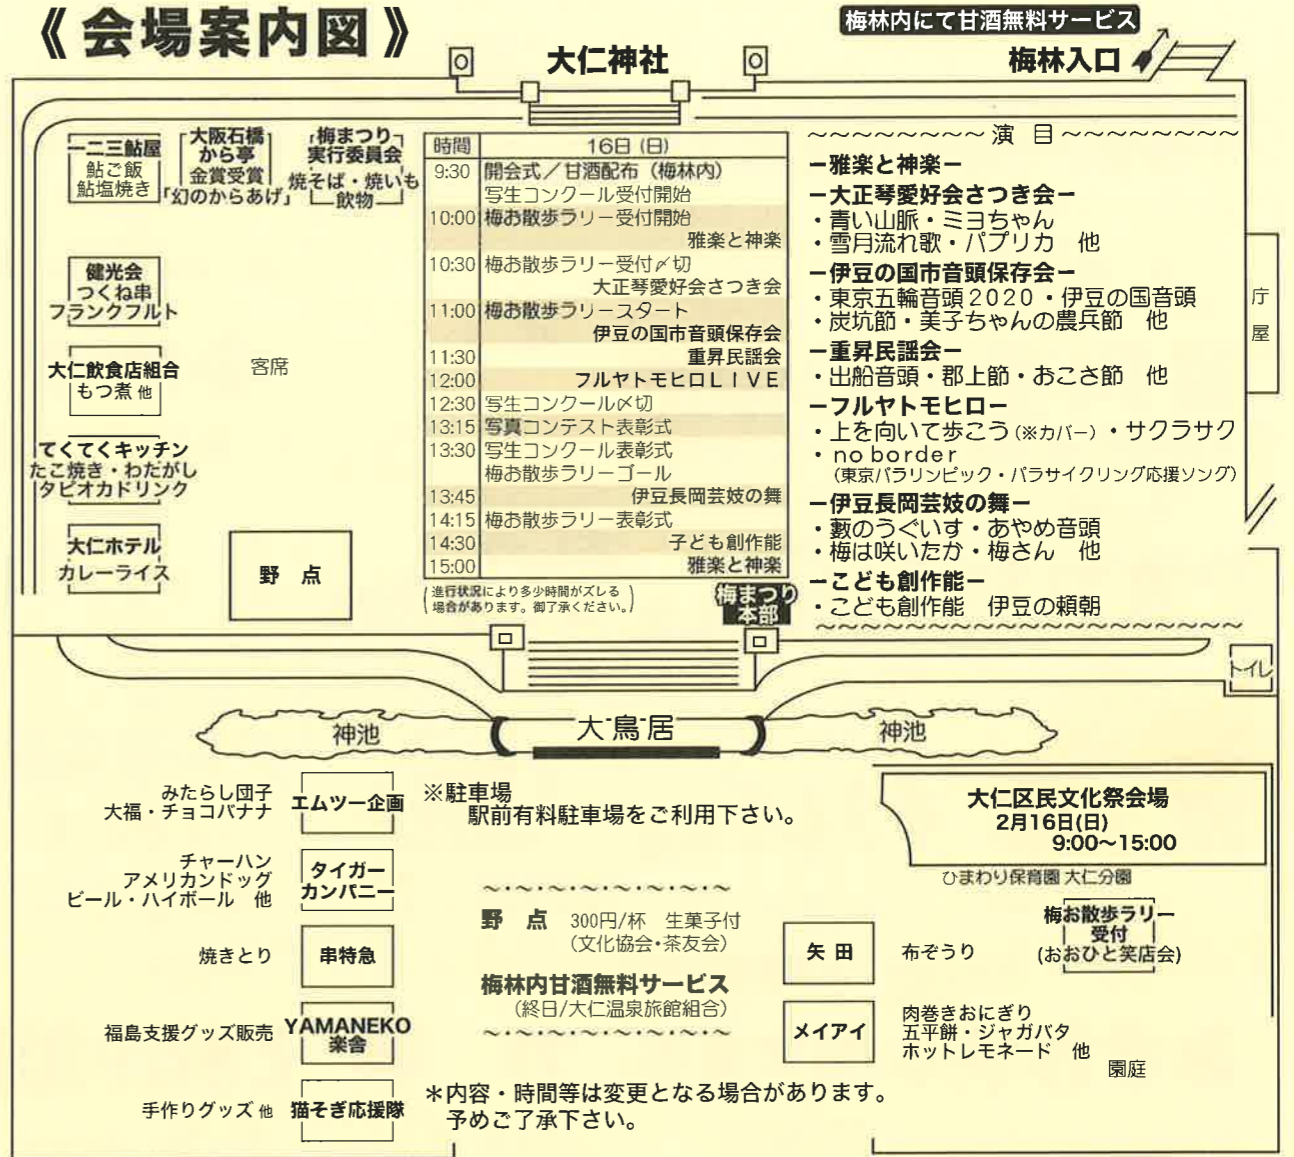 《会場案内図》
梅林内にて甘酒無料サービス
大仁神社
梅林入口
一二三鮎屋
鮎ご飯
鮎塩焼き
大阪石橋
から亭
金賞受賞
「幻のからあげ」
梅まつり
実行委員会
焼そば・焼いも
飲物
健光会
つくね串
フランクフルト
大仁飲食店組合
もつ煮 他
てくてくキッチン
たこ焼き・わたがし
タピオカドリンク
大仁ホテル
カレーライス
客席
野 点
時間 16日(日)
9:30 開会式／甘酒配布（梅林内）
写生コンクール受付開始
10:00 梅お散歩ラリー受付開始
雅楽と神楽
10:30 梅お散歩ラリー受付〆切
大正琴愛好会さつき会
11:00 梅お散歩ラリースタート
伊豆の国市音頭保存会
11:30 重昇民謡会
12:00 フルヤトモヒロＬＩＶＥ
12:30 写生コンクール〆切
13:15 写真コンテスト表彰式
13:30 写生コンクール表彰式
梅お散歩ラリーゴール
13:45 伊豆長岡芸妓の舞
14:15 梅お散歩ラリー表彰式
14:30 子ども創作能
15:00 雅楽と神楽
（進行状況により多少時間がズレる
場合があります。御了承ください。）
梅まつり
本部
～～～～～～～～ 演 目 ～～～～～～～～
ー雅楽と神楽ー
ー大正琴愛好会さつき会ー
・青い山脈・ミヨちゃん
・雪月流れ歌・パプリカ 他
ー伊豆の国市音頭保存会ー
・東京五輪音頭2020・伊豆の国音頭
・炭坑節・美子ちゃんの農兵節 他
ー重昇民謡会ー
・出船音頭・郡上節・おこさ節 他
ーフルヤトモヒロー
・上を向いて歩こう（※カバー）・サクラサク
・no border
（東京パラリンピック・パラサイクリング応援ソング）
ー伊豆長岡芸妓の舞ー
・藪のうぐいす・あやめ音頭
・梅は咲いたか・梅さん 他
ーこども創作能ー
・こども創作能 伊豆の頼朝
～～～～～～～～～～～～～～～～～～～～
庁屋
トイレ
神池
大鳥居
神池
みたらし団子
大福・チョコバナナ
エムツー企画
チャーハン
アメリカンドッグ
ビール・ハイボール 他
タイガー
カンパニー
焼きとり
串特急
福島支援グッズ販売
YAMANEKO
楽舎
手作りグッズ 他
猫そぎ応援隊
※駐車場
駅前有料駐車場をご利用下さい。
～・～・～・～・～・～・～
野 点 300円/杯 生菓子付
（文化協会・茶友会）
梅林内甘酒無料サービス
（終日/大仁温泉旅館組合）
～・～・～・～・～・～・～
＊内容・時間等は変更となる場合があります。
予めご了承下さい。
大仁区民文化祭会場
2月16日(日)
9:00～15:00
ひまわり保育園 大仁分園
梅お散歩ラリー
受付
(おおひと笑店会)
矢田
布ぞうり
メイアイ
肉巻きおにぎり
五平餅・ジャガバタ
ホットレモネード 他
園庭